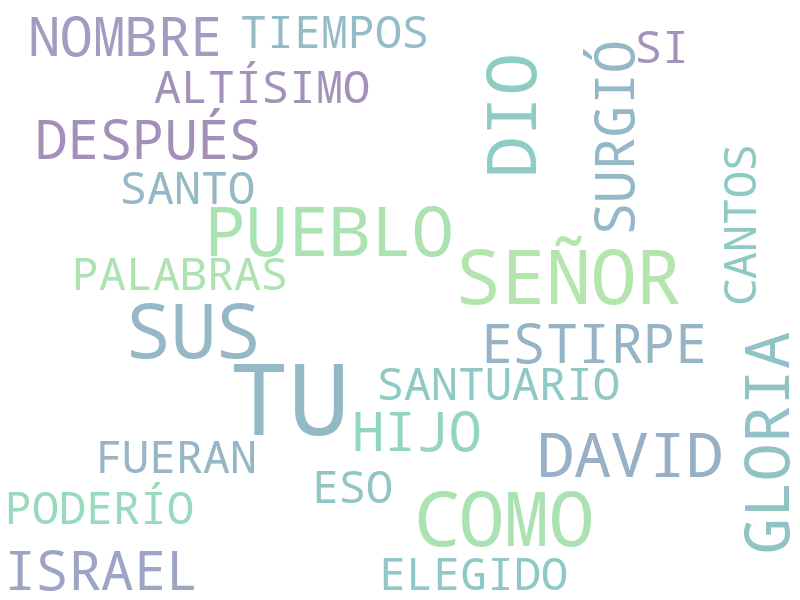 NOMBRE
TIEMPOS
SI
ALTÍSIMO
DIO
SURGIÓ
DESPUÉS
CANTOS
SANTO
PUEBLO
PALABRAS
SEÑOR
SUS
ESTIRPE
GLORIA
TU
SANTUARIO
HIJO
DAVID
FUERAN
ESO
PODERÍO
COMO
ISRAEL
ELEGIDO